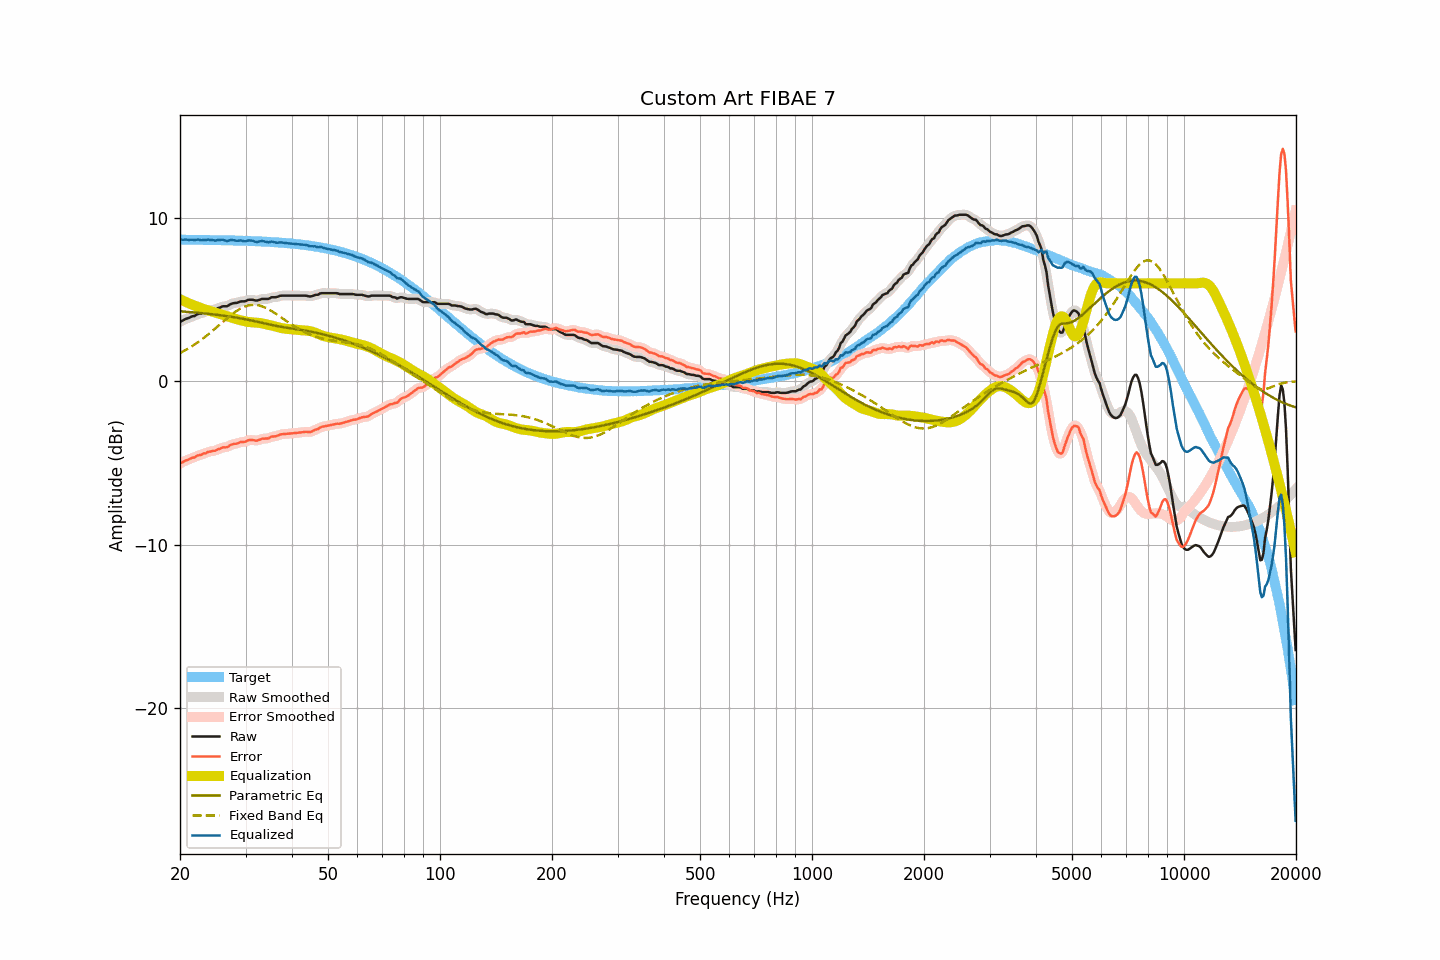 Custom Art FIBAE 7
Amplitude (dBr)
10
0
−10
−20
Target
Raw Smoothed
Error Smoothed
Raw
Error
Equalization
Parametric Eq
Fixed Band Eq
Equalized
20 50 100 200 500 1000 2000 5000 10000 20000
Frequency (Hz)